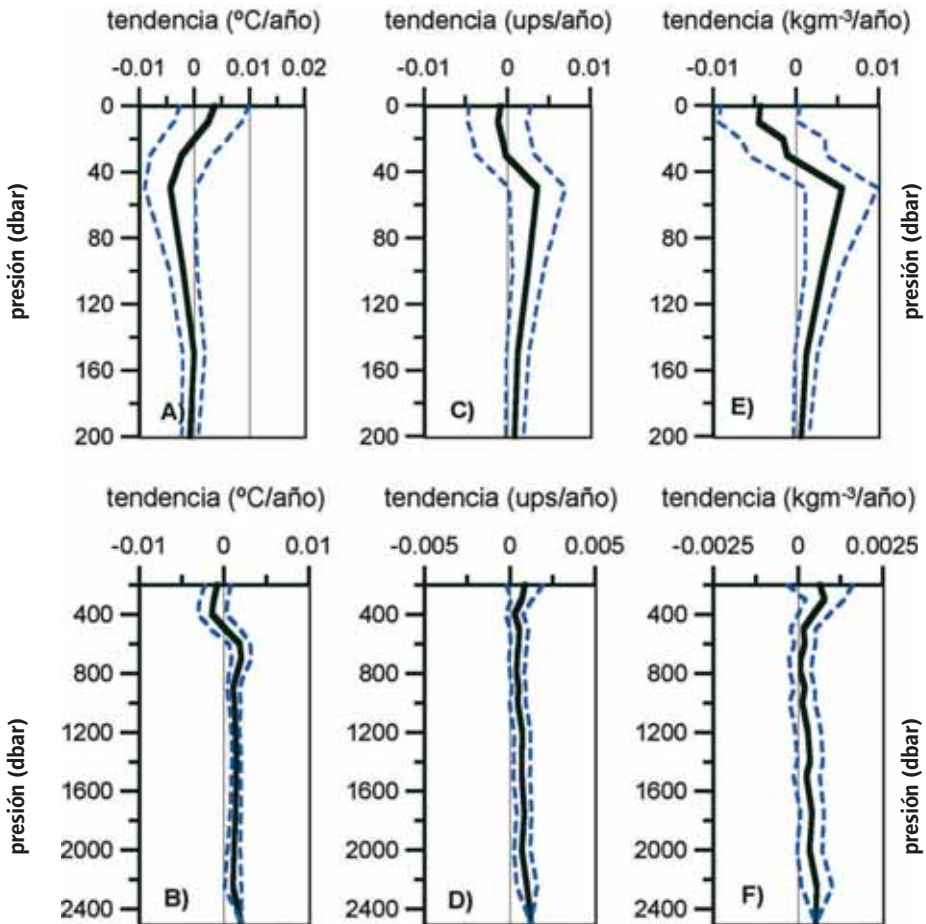 tendencia (ºC/año) tendencia (ups/año) tendencia (kgm-³/año)
-0.01 0 0.01 0.02 -0.01 0 0.01 -0.01 0 0.01
presión (dbar)
0 0 0
40 40 40
80 80 80
120 120 120
160 160 160
200 200 200
A) C) E)
presión (dbar)
tendencia (ºC/año) tendencia (ups/año) tendencia (kgm-³/año)
-0.01 0 0.01 -0.005 0 0.005 -0.0025 0 0.0025
presión (dbar)
400 400 400
800 800 800
1200 1200 1200
1600 1600 1600
2000 2000 2000
2400 2400 2400
B) D) F)
presión (dbar)